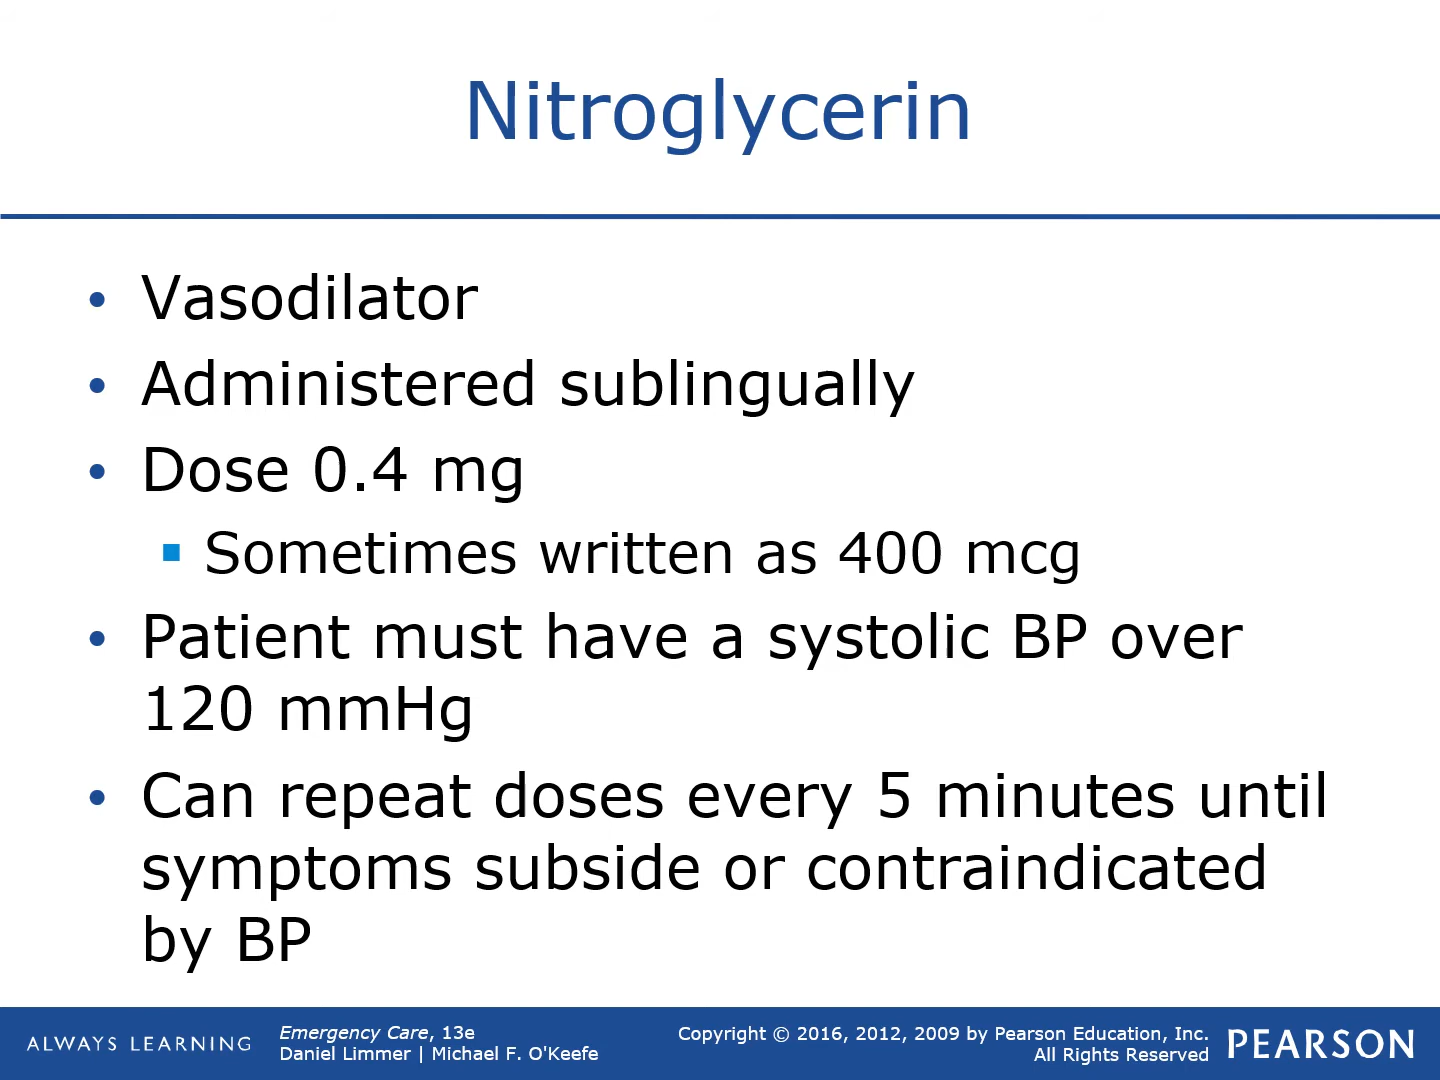 Nitroglycerin
• Vasodilator
• Administered sublingually
• Dose 0.4 mg
▪ Sometimes written as 400 mcg
• Patient must have a systolic BP over
120 mmHg
• Can repeat doses every 5 minutes until
symptoms subside or contraindicated
by BP
ALWAYS LEARNING
Emergency Care, 13e
Daniel Limmer | Michael F. O'Keefe
Copyright © 2016, 2012, 2009 by Pearson Education, Inc.
All Rights Reserved
PEARSON